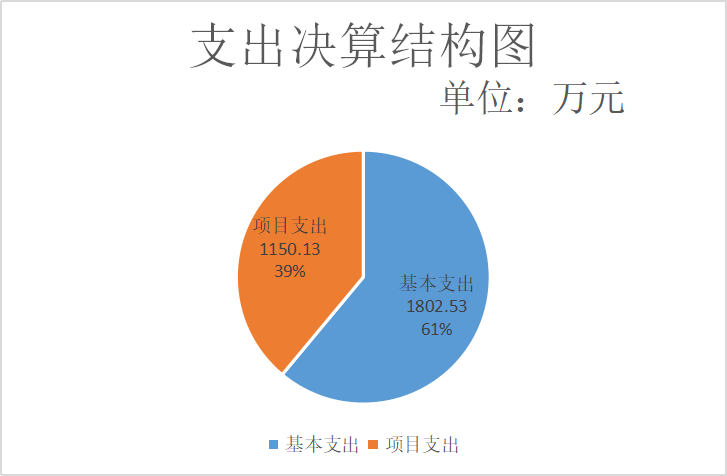 支出决算结构图
单位：万元
项目支出
1150.13
39%
基本支出
1802.53
61%
基本支出 项目支出